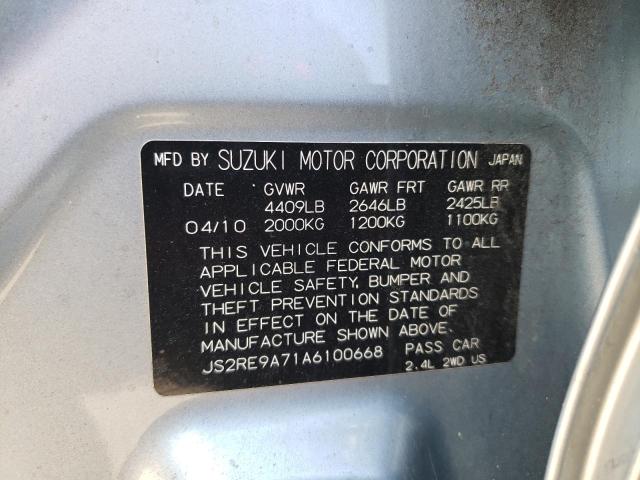 MFD BY SUZUKI MOTOR CORPORATION JAPAN
DATE GVWR GAWR FRT GAWR RR
4409LB 2646LB 2425LB
04/10 2000KG 1200KG 1100KG
THIS VEHICLE CONFORMS TO ALL
APPLICABLE FEDERAL MOTOR
VEHICLE SAFETY, BUMPER AND
THEFT PREVENTION STANDARDS
IN EFFECT ON THE DATE OF
MANUFACTURE SHOWN ABOVE.
JS2RE9A71A6100668 PASS CAR
2.4L 2WD US